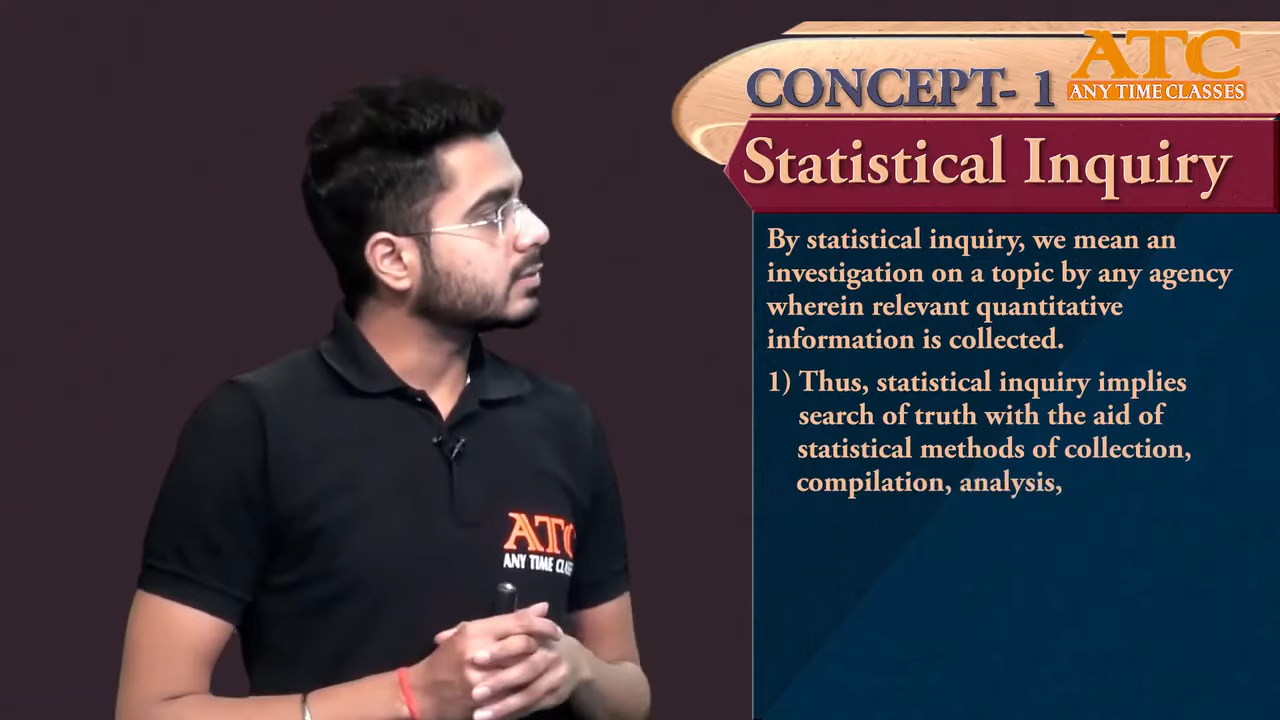 ATC
ANY TIME CLASSES
CONCEPT- 1
Statistical Inquiry
By statistical inquiry, we mean an
investigation on a topic by any agency
wherein relevant quantitative
information is collected.
1) Thus, statistical inquiry implies
search of truth with the aid of
statistical methods of collection,
compilation, analysis,
ATC
ANY TIME